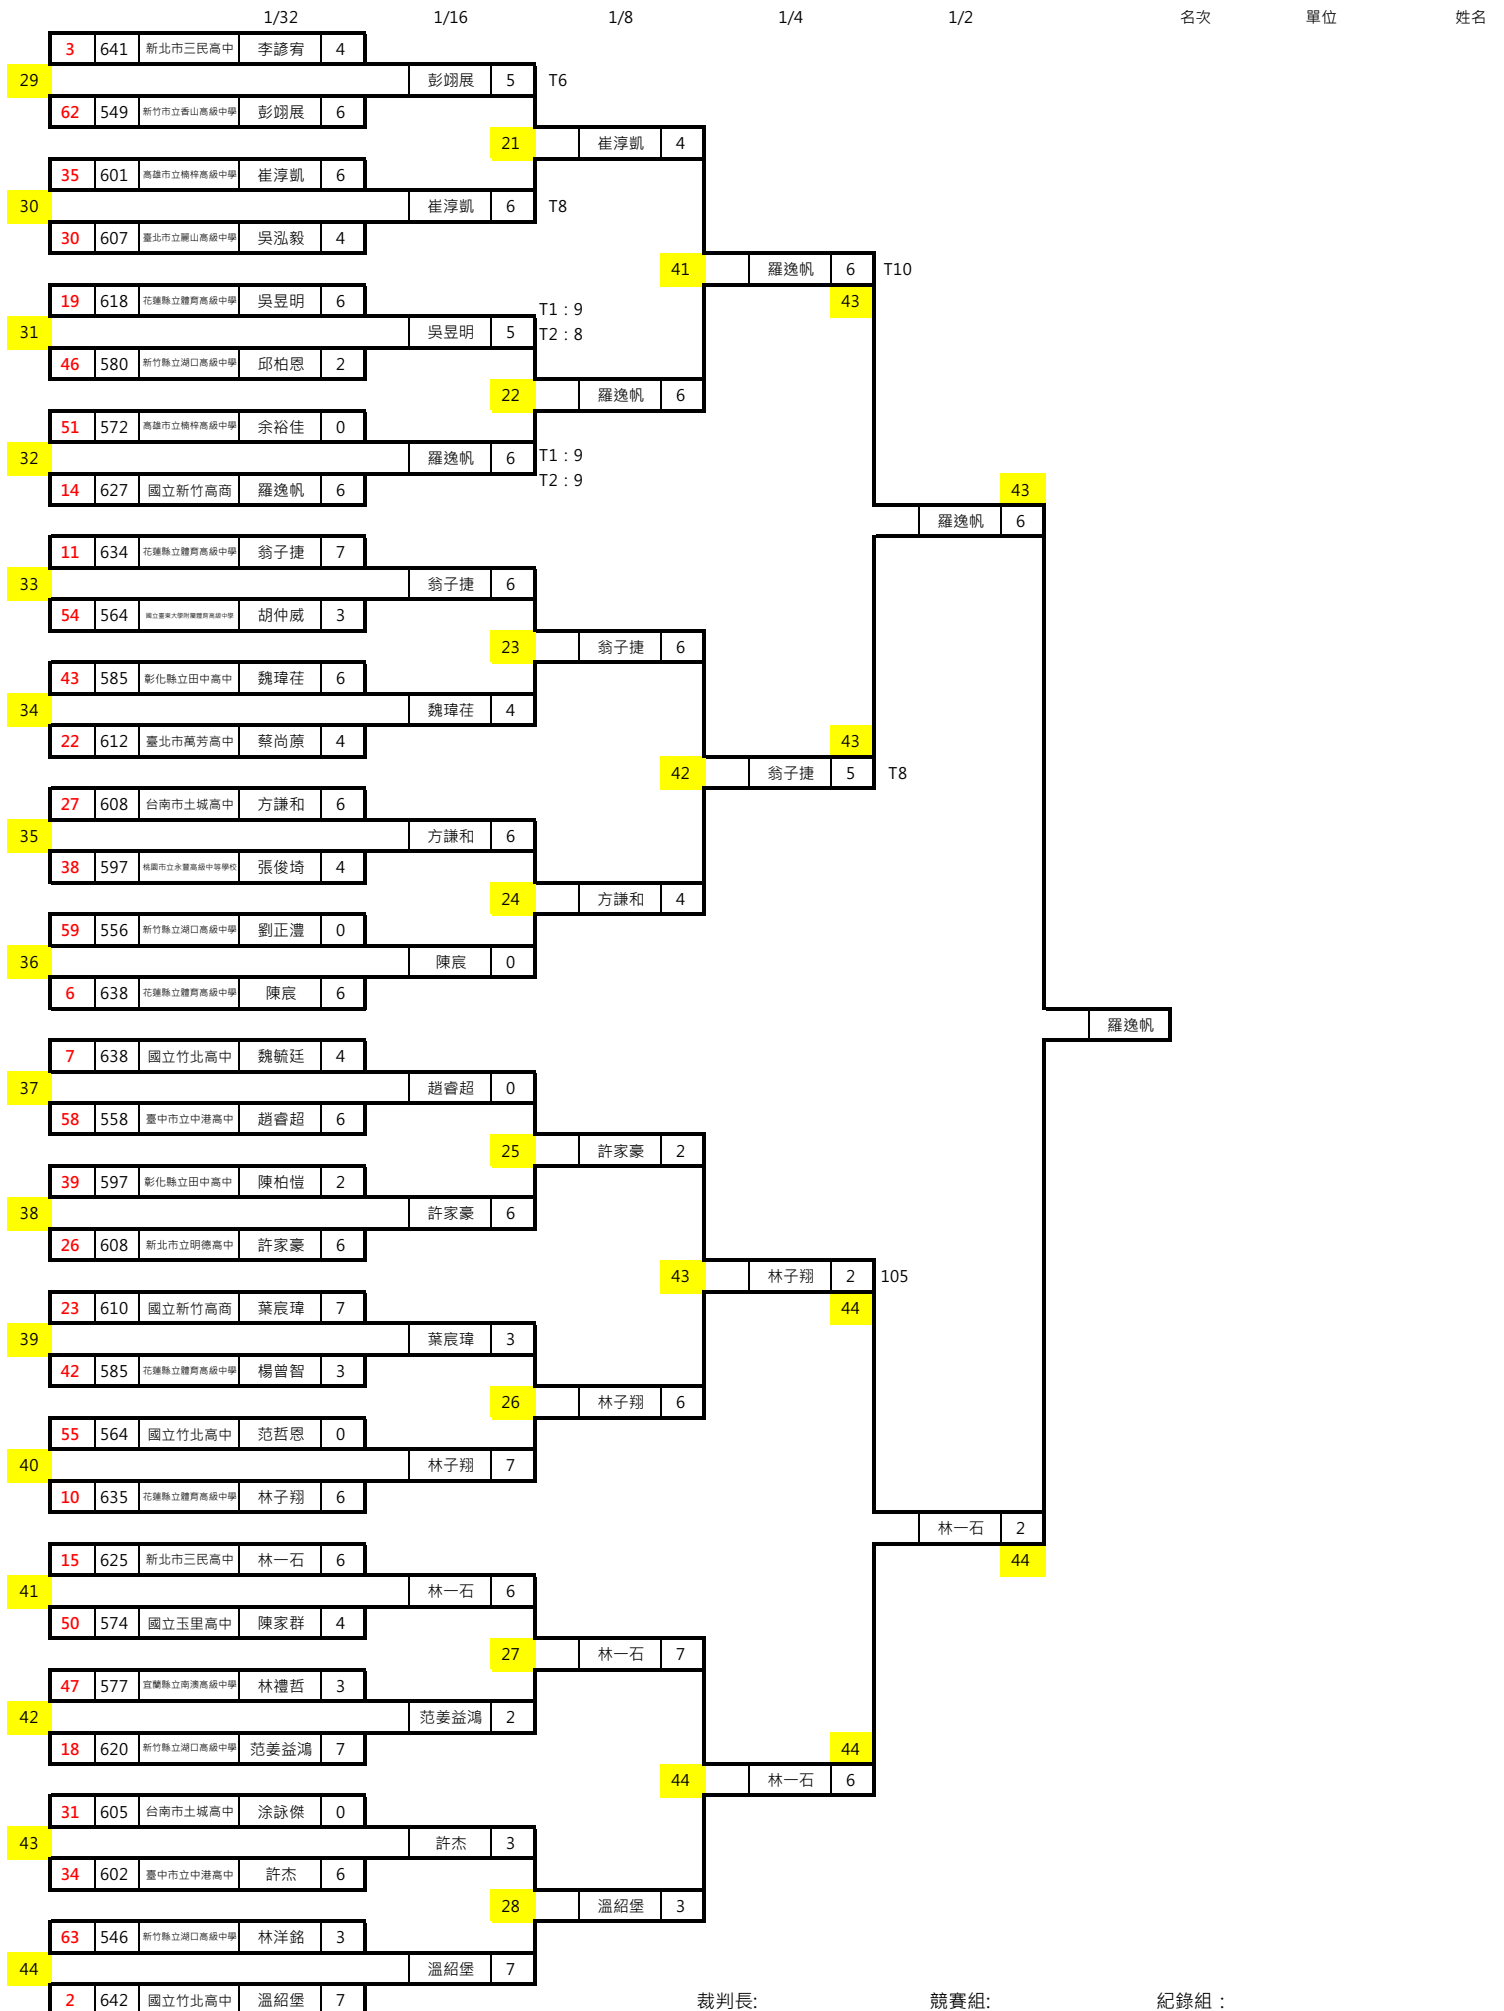 1/32 1/16 1/8 1/4 1/2 名次 單位 姓名
3 641 新北市三民高中 李諺宥 4
29 彭翊展 5 T6
62 549 新竹市立香山高級中學 彭翊展 6
21 崔淳凱 4
35 601 高雄市立楠梓高級中學 崔淳凱 6
30 崔淳凱 6 T8
30 607 臺北市立麗山高級中學 吳泓毅 4
41 羅逸帆 6 T10
19 618 花蓮縣立體育高級中學 吳昱明 6 43
T1：9
31 吳昱明 5 T2：8
46 580 新竹縣立湖口高級中學 邱柏恩 2
22 羅逸帆 6
51 572 高雄市立楠梓高級中學 余裕佳 0
32 羅逸帆 6 T1：9
T2：9
14 627 國立新竹高商 羅逸帆 6 43
羅逸帆 6
11 634 花蓮縣立體育高級中學 翁子捷 7
33 翁子捷 6
54 564 國立臺東大學附屬體育高級中學 胡仲威 3
23 翁子捷 6
43 585 彰化縣立田中高中 魏瑋荏 6
34 魏瑋荏 4
22 612 臺北市萬芳高中 蔡尚蒝 4 43
42 翁子捷 5 T8
27 608 台南市土城高中 方謙和 6
35 方謙和 6
38 597 桃園市立永豐高級中等學校 張俊埼 4
24 方謙和 4
59 556 新竹縣立湖口高級中學 劉正澧 0
36 陳宸 0
6 638 花蓮縣立體育高級中學 陳宸 6
羅逸帆
7 638 國立竹北高中 魏毓廷 4
37 趙睿超 0
58 558 臺中市立中港高中 趙睿超 6
25 許家豪 2
39 597 彰化縣立田中高中 陳柏愷 2
38 許家豪 6
26 608 新北市立明德高中 許家豪 6
43 林子翔 2 105
23 610 國立新竹高商 葉宸瑋 7 44
39 葉宸瑋 3
42 585 花蓮縣立體育高級中學 楊曾智 3
26 林子翔 6
55 564 國立竹北高中 范哲恩 0
40 林子翔 7
10 635 花蓮縣立體育高級中學 林子翔 6
林一石 2
15 625 新北市三民高中 林一石 6 44
41 林一石 6
50 574 國立玉里高中 陳家群 4
27 林一石 7
47 577 宜蘭縣立南澳高級中學 林禮哲 3
42 范姜益鴻 2
18 620 新竹縣立湖口高級中學 范姜益鴻 7 44
44 林一石 6
31 605 台南市土城高中 涂詠傑 0
43 許杰 3
34 602 臺中市立中港高中 許杰 6
28 溫紹堡 3
63 546 新竹縣立湖口高級中學 林洋銘 3
44 溫紹堡 7
2 642 國立竹北高中 溫紹堡 7 裁判長: 競賽組: 紀錄組：